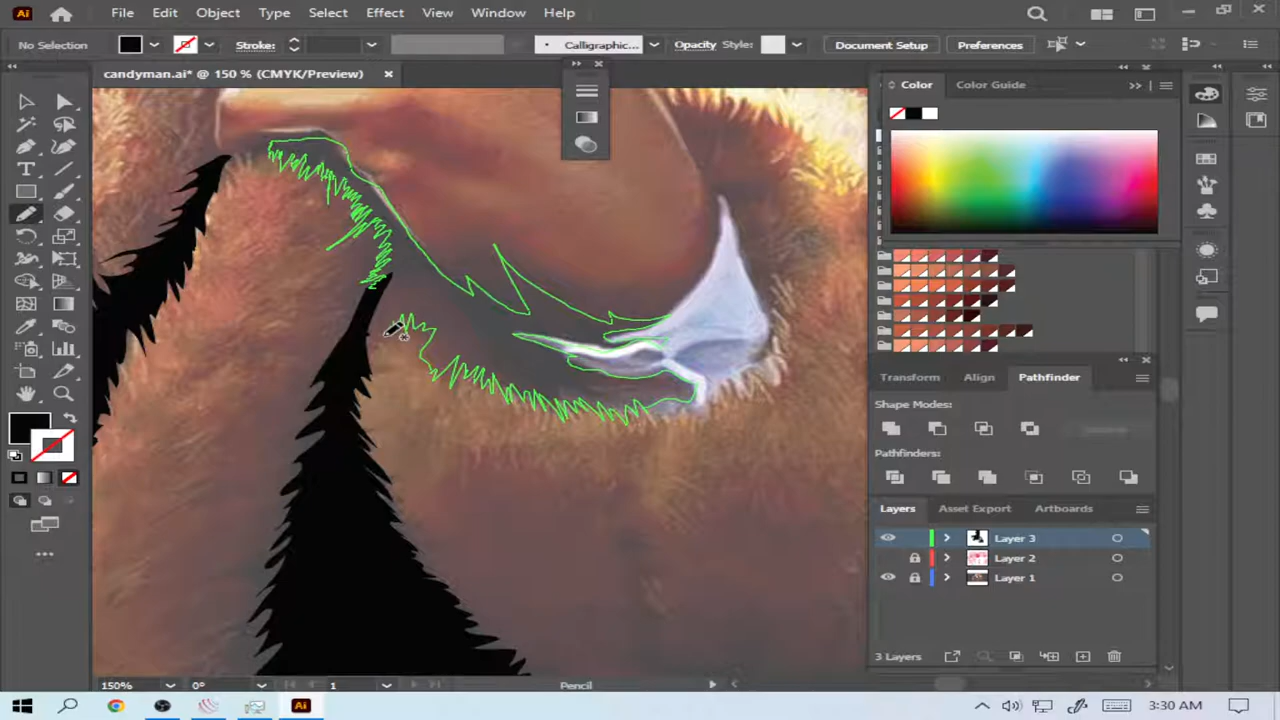 Ai File Edit Object Type Select Effect View Window Help
No Selection Stroke: Calligraphic... Opacity Style: Document Setup Preferences
candyman.ai* @ 150 % (CMYK/Preview)
Color Color Guide
Transform Align Pathfinder
Shape Modes:
Pathfinders:
Layers Asset Export Artboards
Layer 3
Layer 2
Layer 1
3 Layers
150% 0° 1 Pencil
Ai 3:30 AM